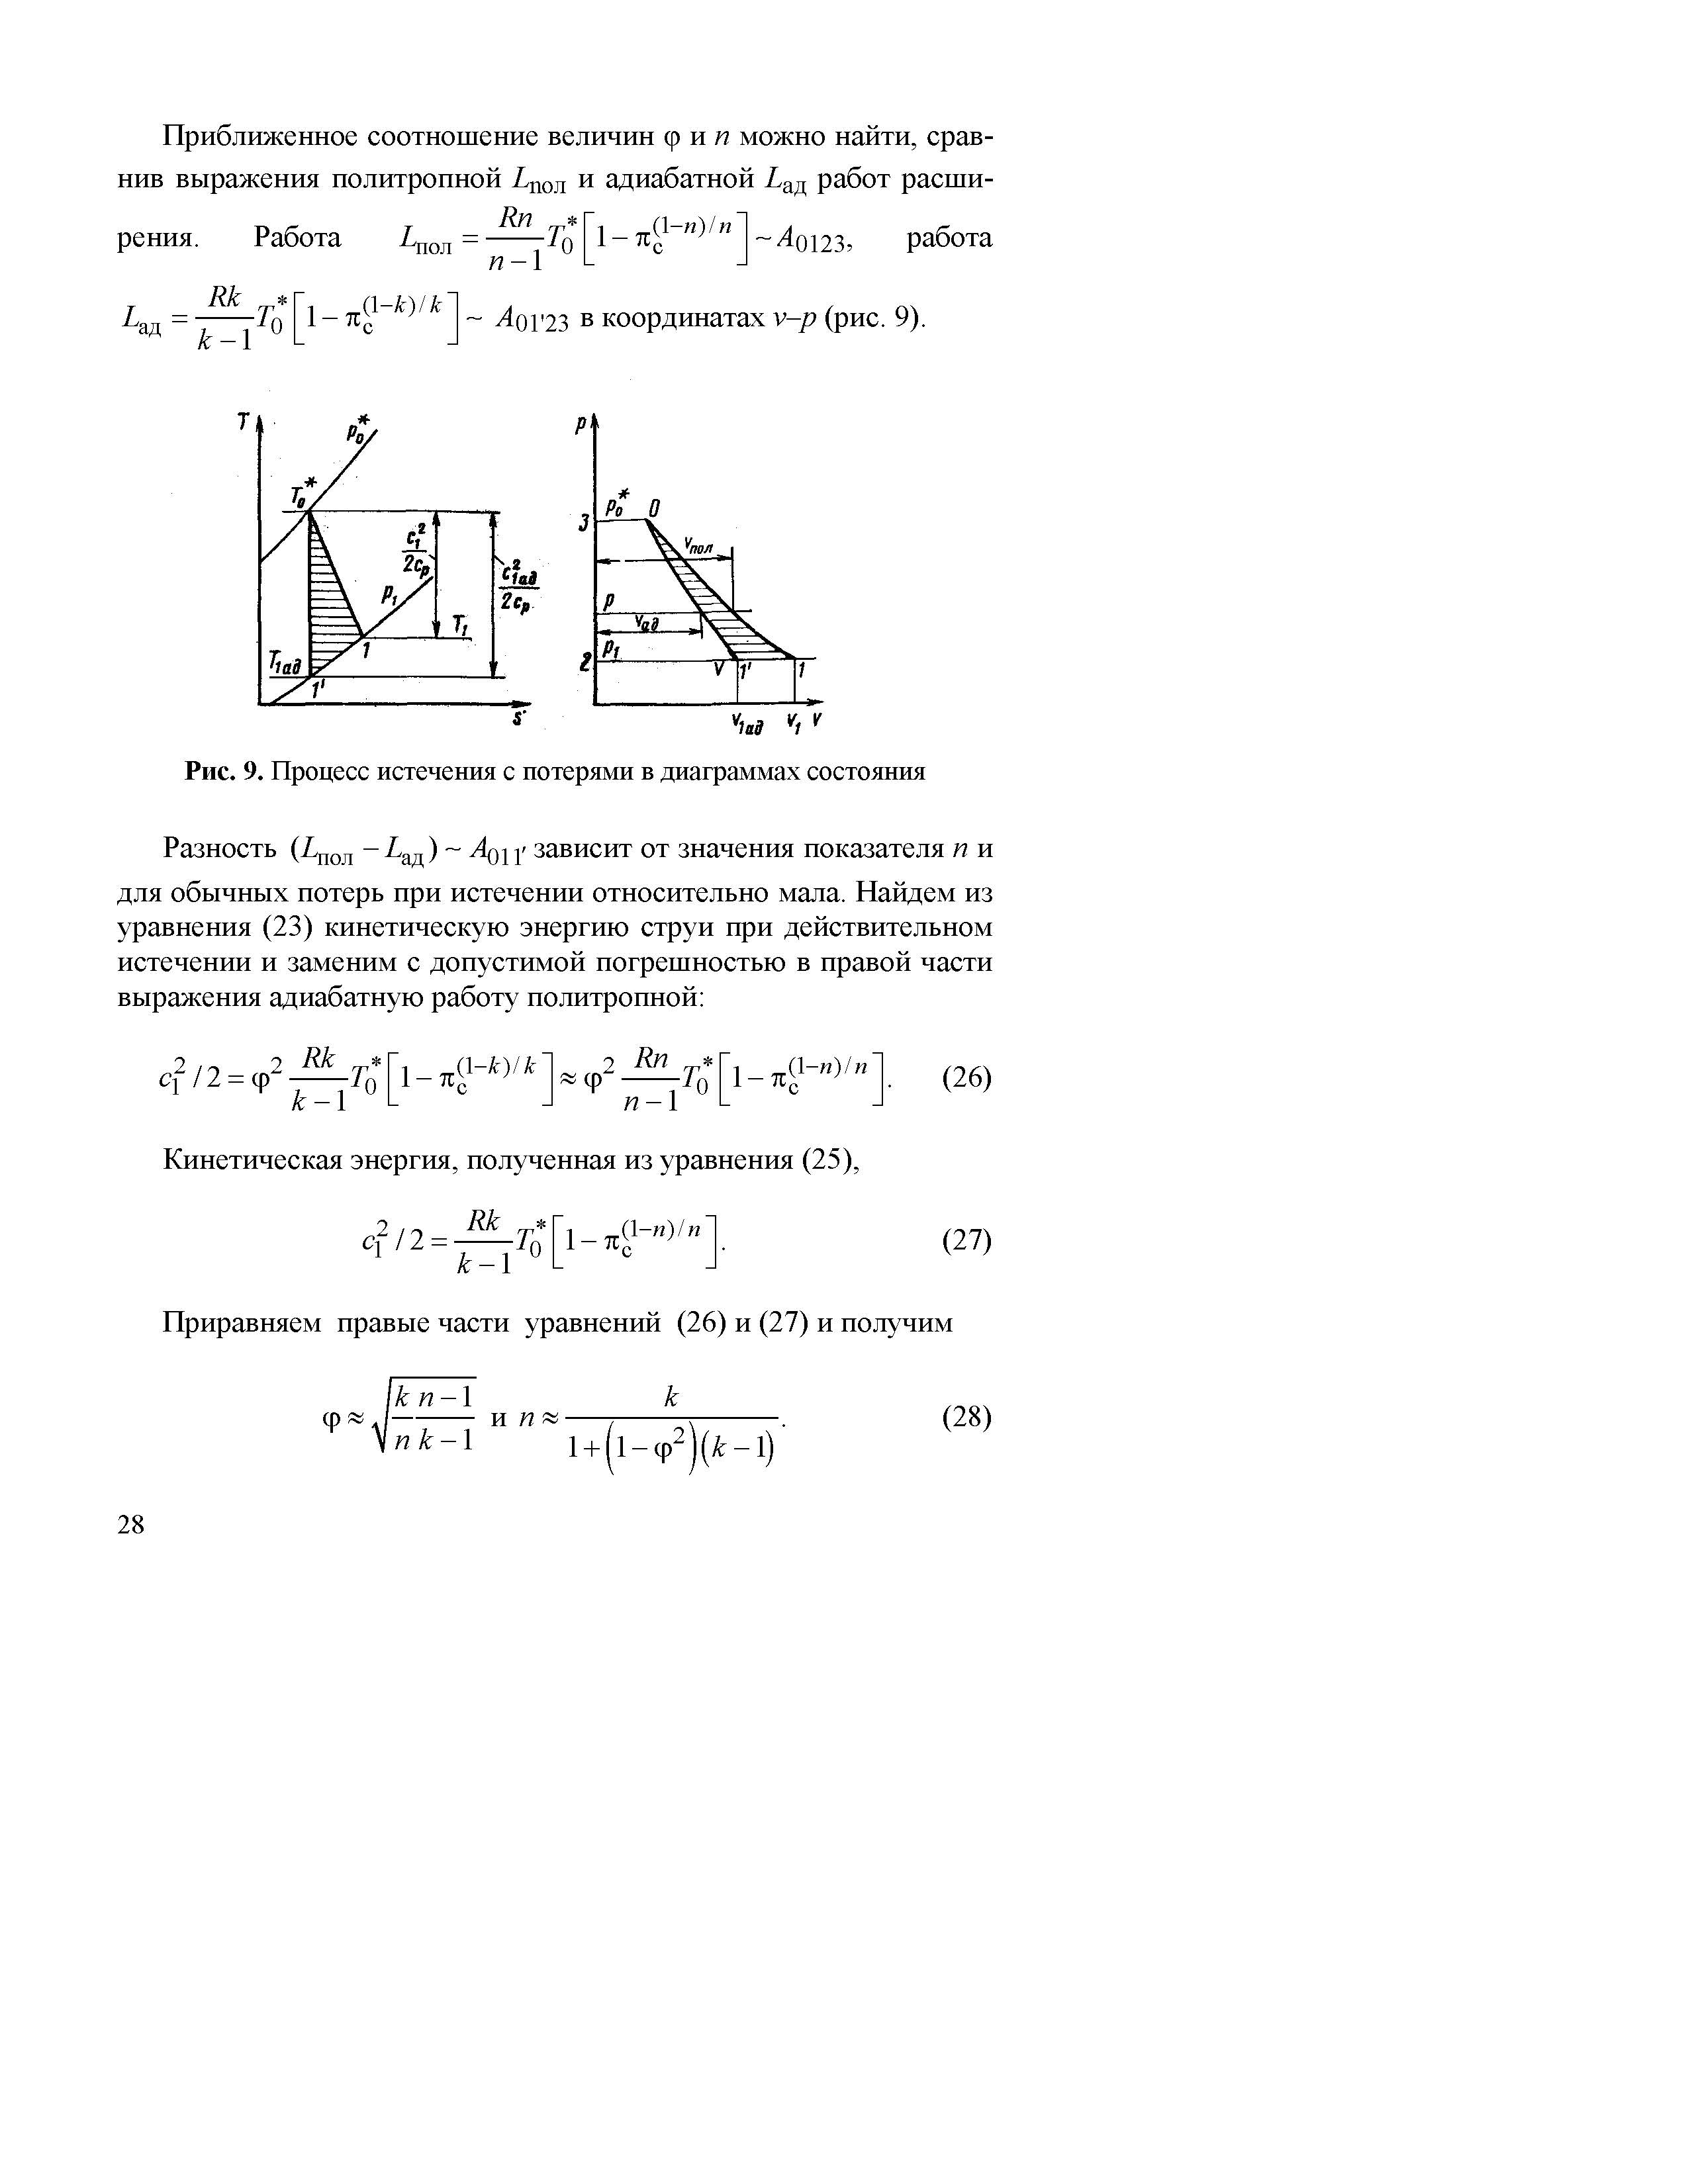 Приближенное соотношение величин φ и n можно найти, срав-
нив выражения политропной Lпол и адиабатной Lад работ расши-
рения. Работа Lпол = Rn/(n − 1) T0* [1 − πс^((1−n)/n)] ~ A0123, работа
Lад = Rk/(k − 1) T0* [1 − πс^((1−k)/k)] ~ A01'23 в координатах v–p (рис. 9).
T p0* T0* c1²/2cp c1ад²/2cp p1 T1 1 T1ад 1' s
p 3 p0* 0 vпол p vад p1 2 v 1' 1 v1ад v1 v
Рис. 9. Процесс истечения с потерями в диаграммах состояния
Разность (Lпол − Lад) ~ A011' зависит от значения показателя n и
для обычных потерь при истечении относительно мала. Найдем из
уравнения (23) кинетическую энергию струи при действительном
истечении и заменим с допустимой погрешностью в правой части
выражения адиабатную работу политропной:
c1²/2 = φ² Rk/(k − 1) T0* [1 − πс^((1−k)/k)] ≈ φ² Rn/(n − 1) T0* [1 − πс^((1−n)/n)]. (26)
Кинетическая энергия, полученная из уравнения (25),
c1²/2 = Rk/(k − 1) T0* [1 − πс^((1−n)/n)]. (27)
Приравняем правые части уравнений (26) и (27) и получим
φ ≈ √(k/n (n − 1)/(k − 1)) и n ≈ k/(1 + (1 − φ²)(k − 1)). (28)
28